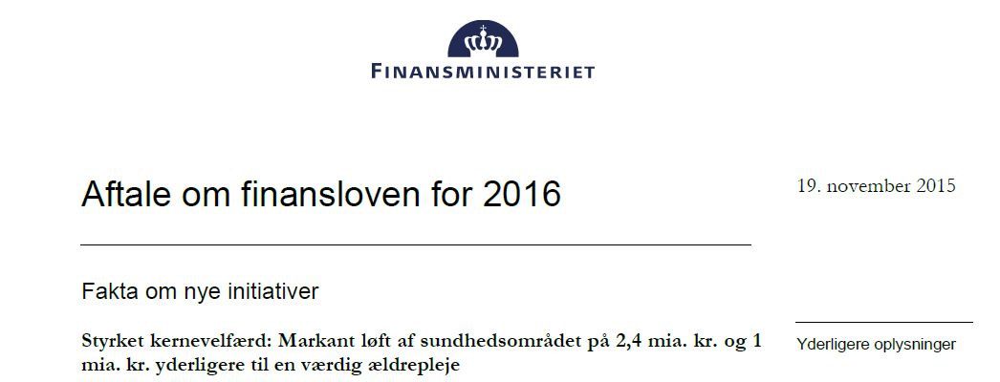 FINANSMINISTERIET
Aftale om finansloven for 2016
19. november 2015
Fakta om nye initiativer
Styrket kernevelfærd: Markant løft af sundhedsområdet på 2,4 mia. kr. og 1
mia. kr. yderligere til en værdig ældrepleje
Yderligere oplysninger